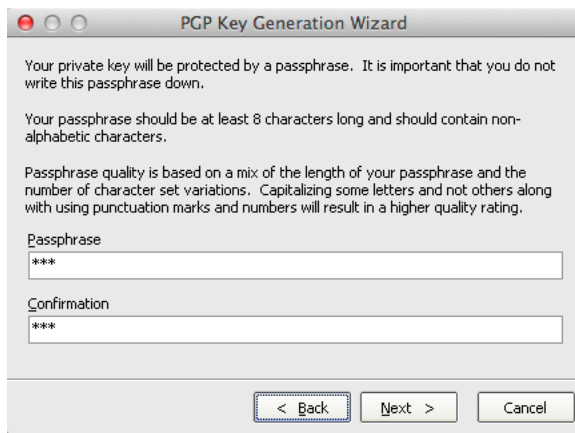 PGP Key Generation Wizard
Your private key will be protected by a passphrase. It is important that you do not
write this passphrase down.
Your passphrase should be at least 8 characters long and should contain non-
alphabetic characters.
Passphrase quality is based on a mix of the length of your passphrase and the
number of character set variations. Capitalizing some letters and not others along
with using punctuation marks and numbers will result in a higher quality rating.
Passphrase
***
Confirmation
***
< Back Next > Cancel